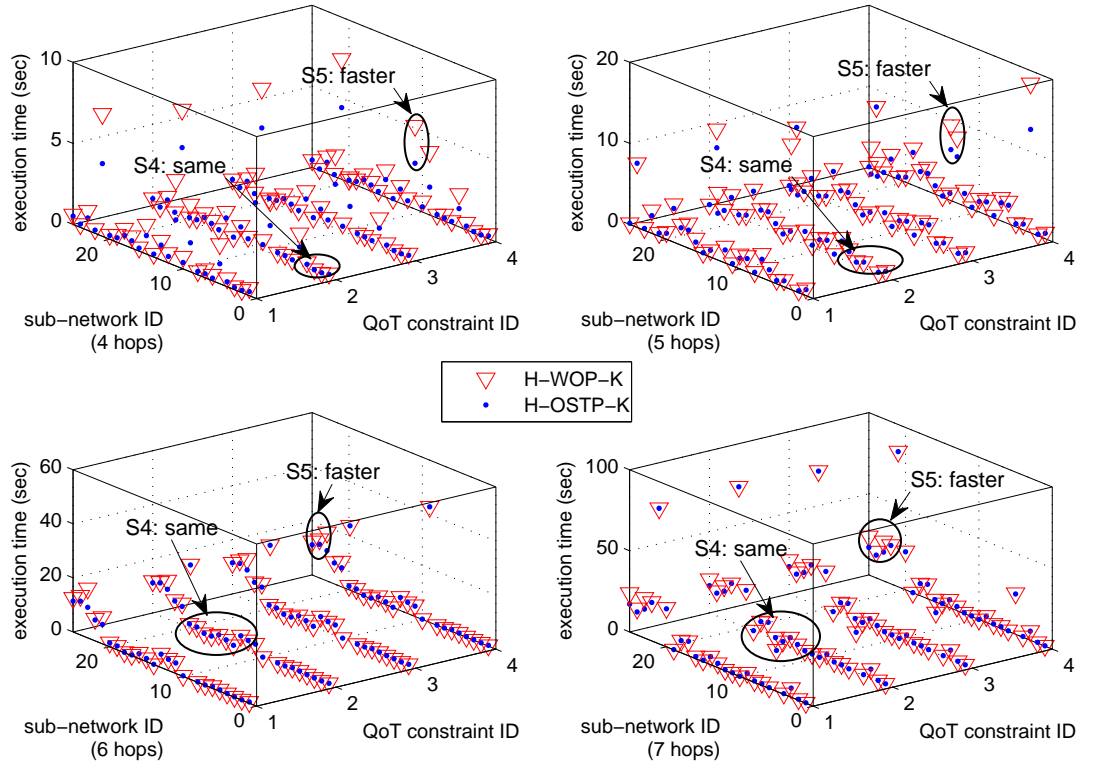 10
5
0
execution time (sec)
S5: faster
S4: same
20
10
0
sub−network ID
(4 hops)
1
2
3
4
QoT constraint ID
20
10
0
execution time (sec)
S5: faster
S4: same
20
10
0
sub−network ID
(5 hops)
1
2
3
4
QoT constraint ID
H−WOP−K
H−OSTP−K
60
40
20
0
execution time (sec)
S5: faster
S4: same
20
10
0
sub−network ID
(6 hops)
1
2
3
4
QoT constraint ID
100
50
0
execution time (sec)
S5: faster
S4: same
20
10
0
sub−network ID
(7 hops)
1
2
3
4
QoT constraint ID